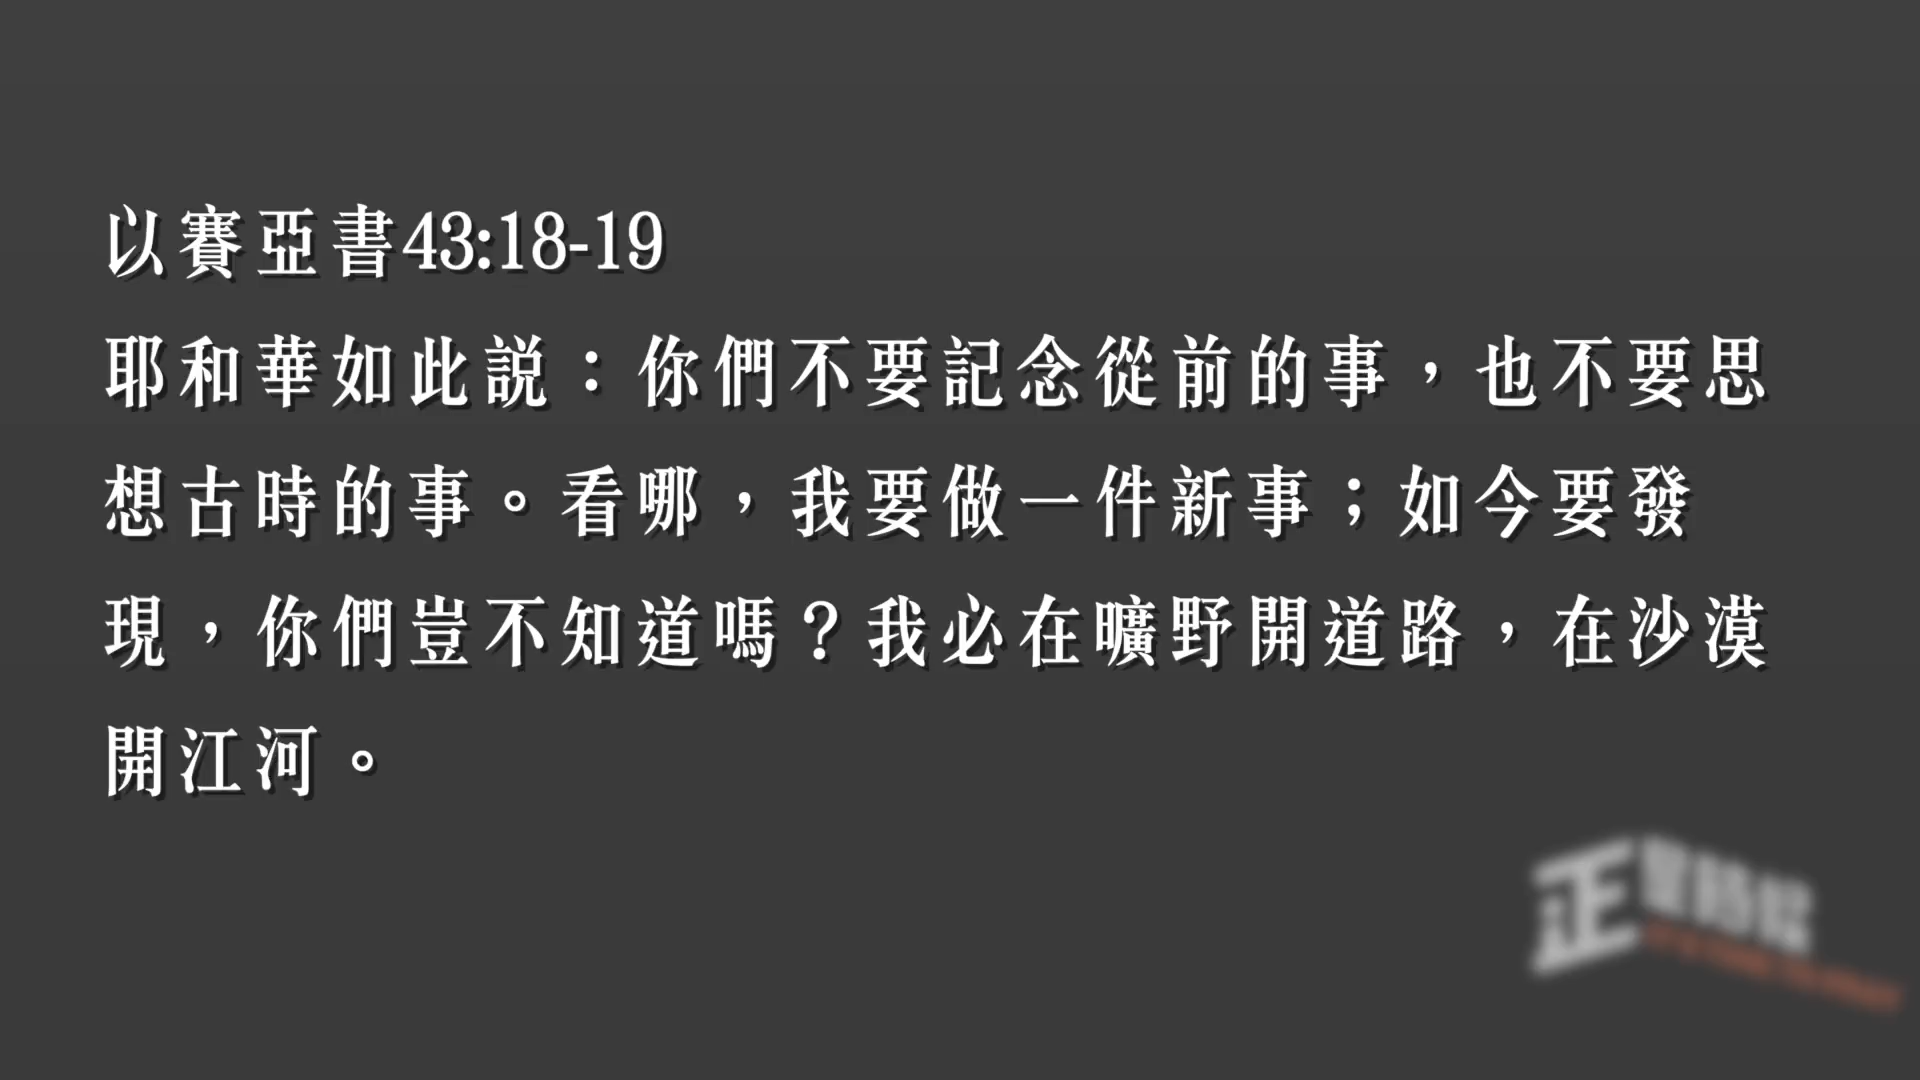 以賽亞書43:18-19
耶和華如此說：你們不要記念從前的事，也不要思
想古時的事。看哪，我要做一件新事；如今要發
現，你們豈不知道嗎？我必在曠野開道路，在沙漠
開江河。
正